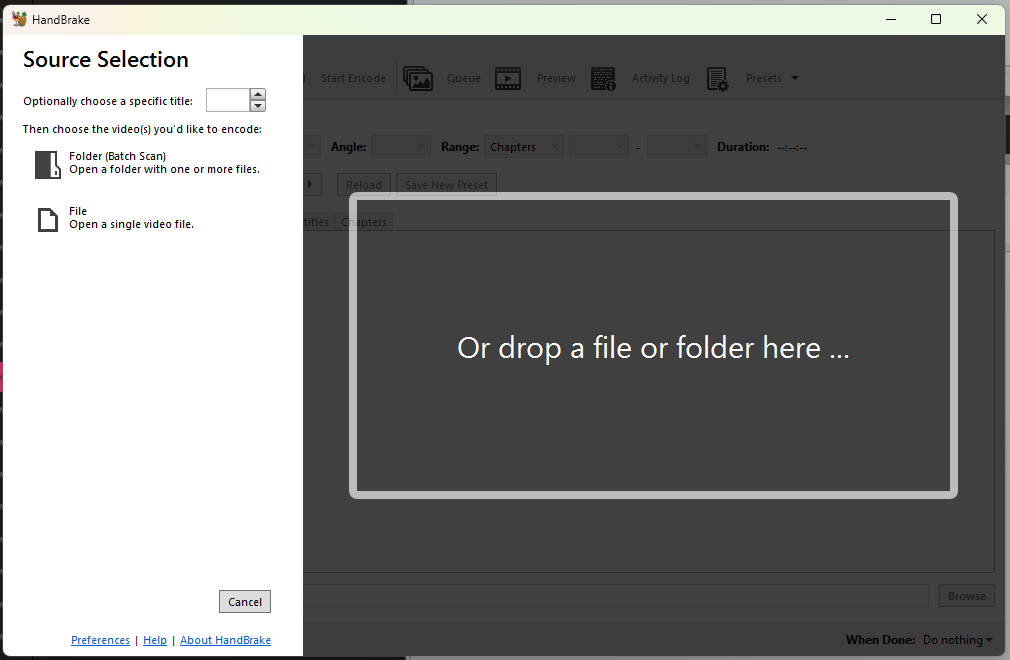 HandBrake
Source Selection
Optionally choose a specific title:
Then choose the video(s) you'd like to encode:
Folder (Batch Scan)
Open a folder with one or more files.
File
Open a single video file.
Cancel
Preferences | Help | About HandBrake
Start Encode Queue Preview Activity Log Presets
Angle: Range: Chapters - Duration: --:--:--
Reload Save New Preset
titles Chapters
Or drop a file or folder here ...
Browse
When Done: Do nothing